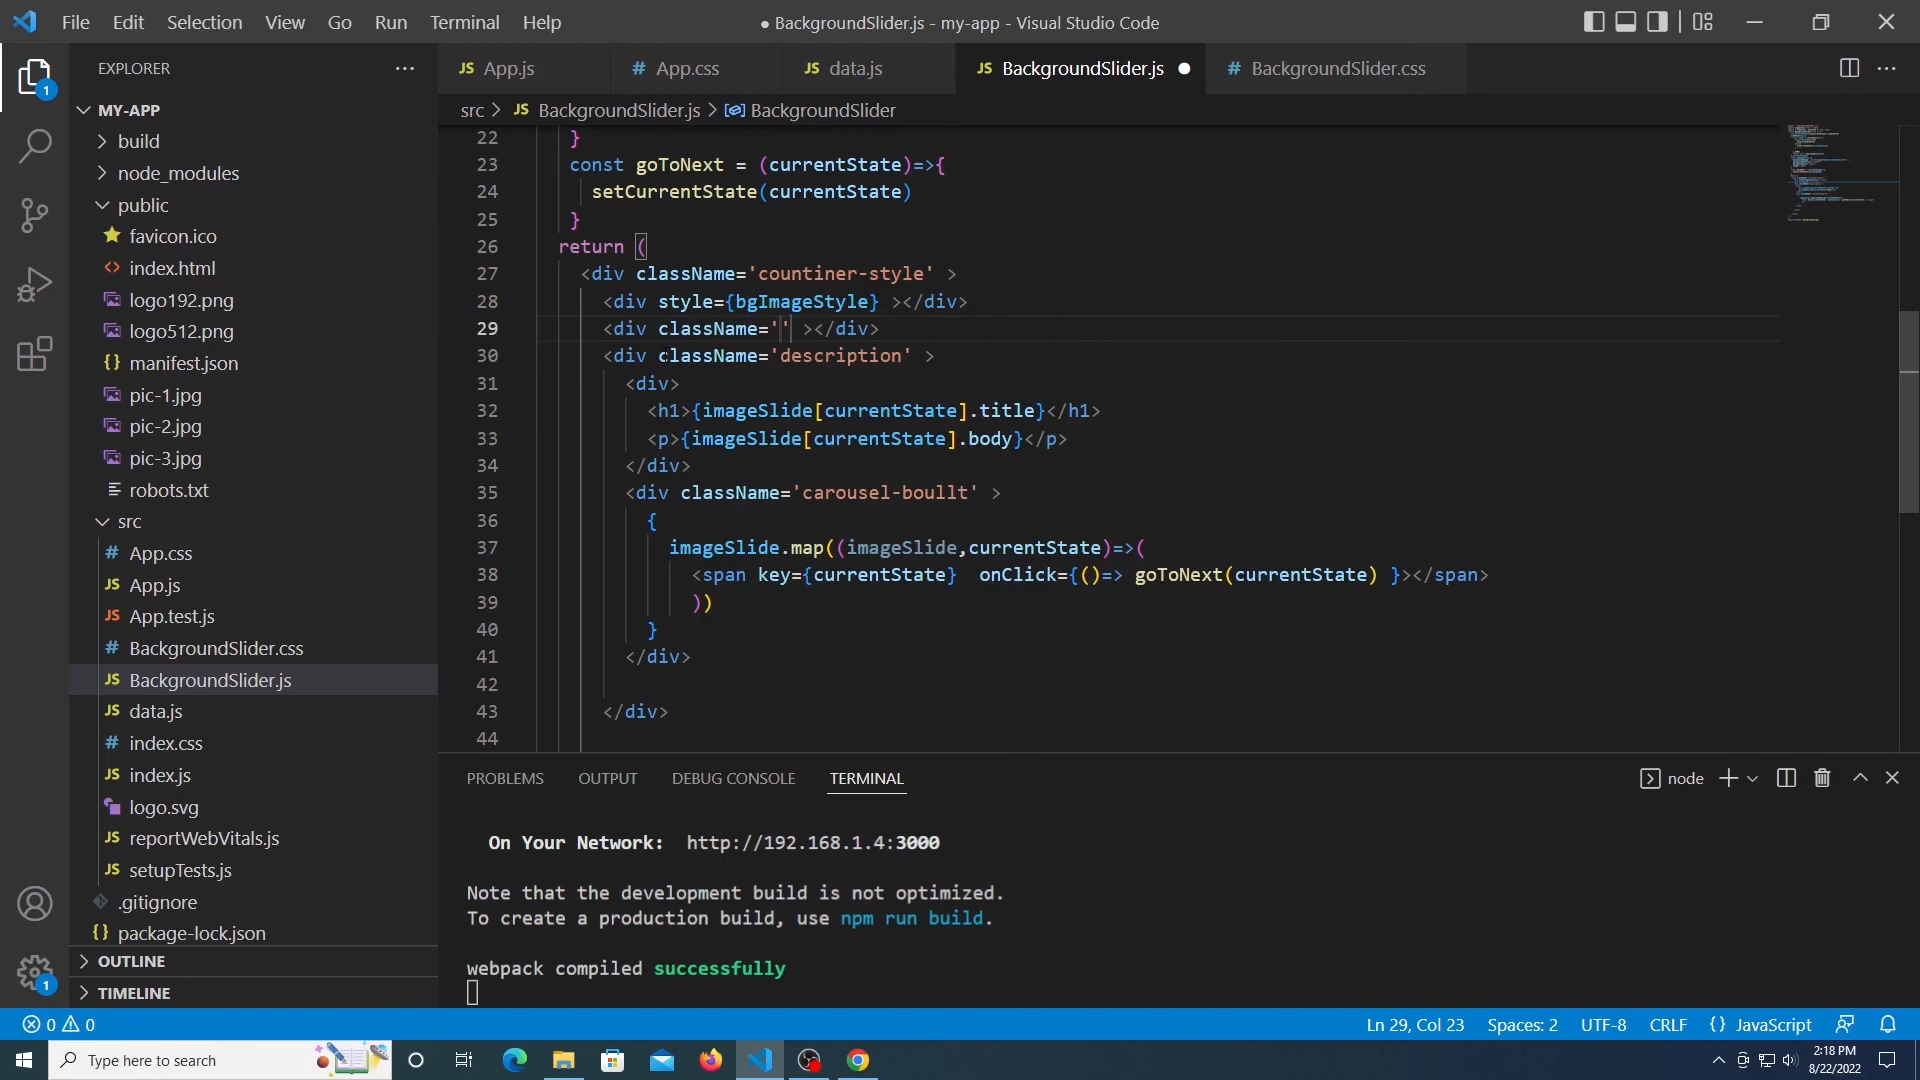 File Edit Selection View Go Run Terminal Help
● BackgroundSlider.js - my-app - Visual Studio Code
EXPLORER
JS App.js
# App.css
JS data.js
JS BackgroundSlider.js
# BackgroundSlider.css
src > JS BackgroundSlider.js > BackgroundSlider
1
MY-APP
build
node_modules
public
favicon.ico
index.html
logo192.png
logo512.png
manifest.json
pic-1.jpg
pic-2.jpg
pic-3.jpg
robots.txt
src
# App.css
JS App.js
JS App.test.js
# BackgroundSlider.css
JS BackgroundSlider.js
JS data.js
# index.css
JS index.js
logo.svg
JS reportWebVitals.js
JS setupTests.js
.gitignore
{} package-lock.json
OUTLINE
TIMELINE
1
22 }
23 const goToNext = (currentState)=>{
24 setCurrentState(currentState)
25 }
26 return (
27 <div className='countiner-style' >
28 <div style={bgImageStyle} ></div>
29 <div className='' ></div>
30 <div className='description' >
31 <div>
32 <h1>{imageSlide[currentState].title}</h1>
33 <p>{imageSlide[currentState].body}</p>
34 </div>
35 <div className='carousel-boullt' >
36 {
37 imageSlide.map((imageSlide,currentState)=>(
38 <span key={currentState}  onClick={()=> goToNext(currentState) }></span>
39 ))
40 }
41 </div>
42
43 </div>
44
PROBLEMS OUTPUT DEBUG CONSOLE TERMINAL
node
On Your Network:  http://192.168.1.4:3000
Note that the development build is not optimized.
To create a production build, use npm run build.
webpack compiled successfully
0 0
Ln 29, Col 23 Spaces: 2 UTF-8 CRLF {} JavaScript
Type here to search
2:18 PM
8/22/2022